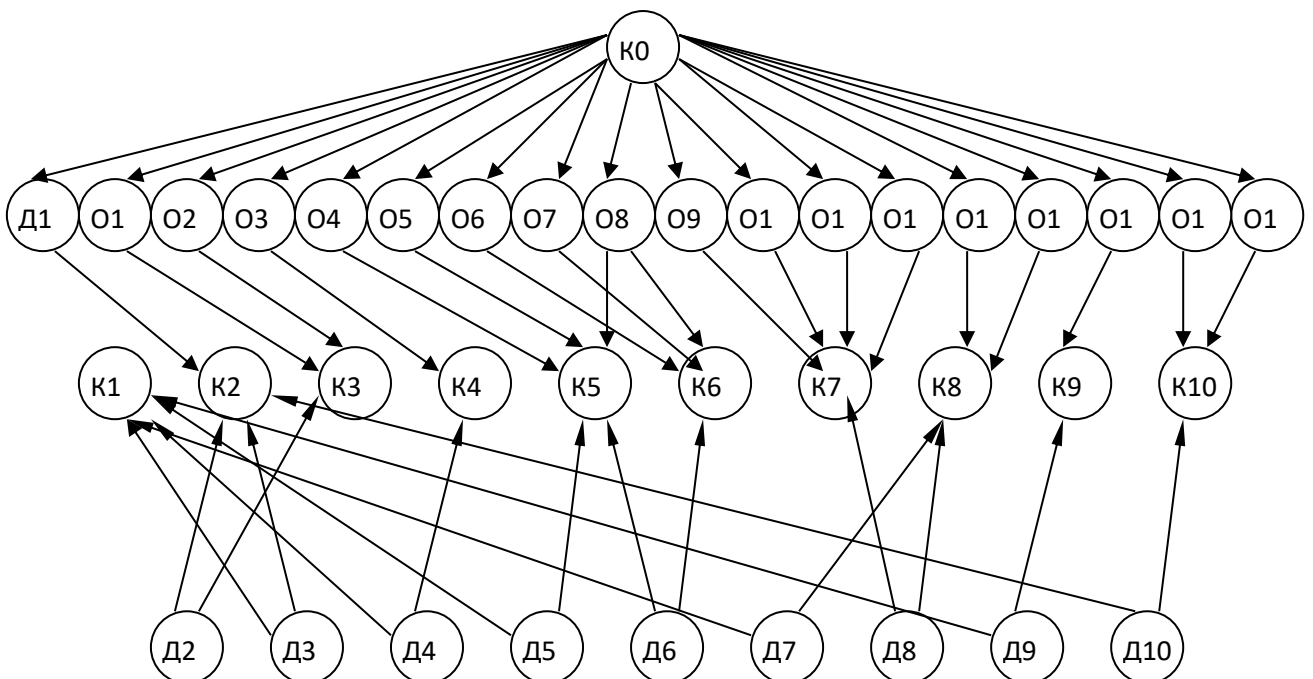 К0
Д1 О1 О2 О3 О4 О5 О6 О7 О8 О9 О1 О1 О1 О1 О1 О1 О1 О1
К1 К2 К3 К4 К5 К6 К7 К8 К9 К10
Д2 Д3 Д4 Д5 Д6 Д7 Д8 Д9 Д10